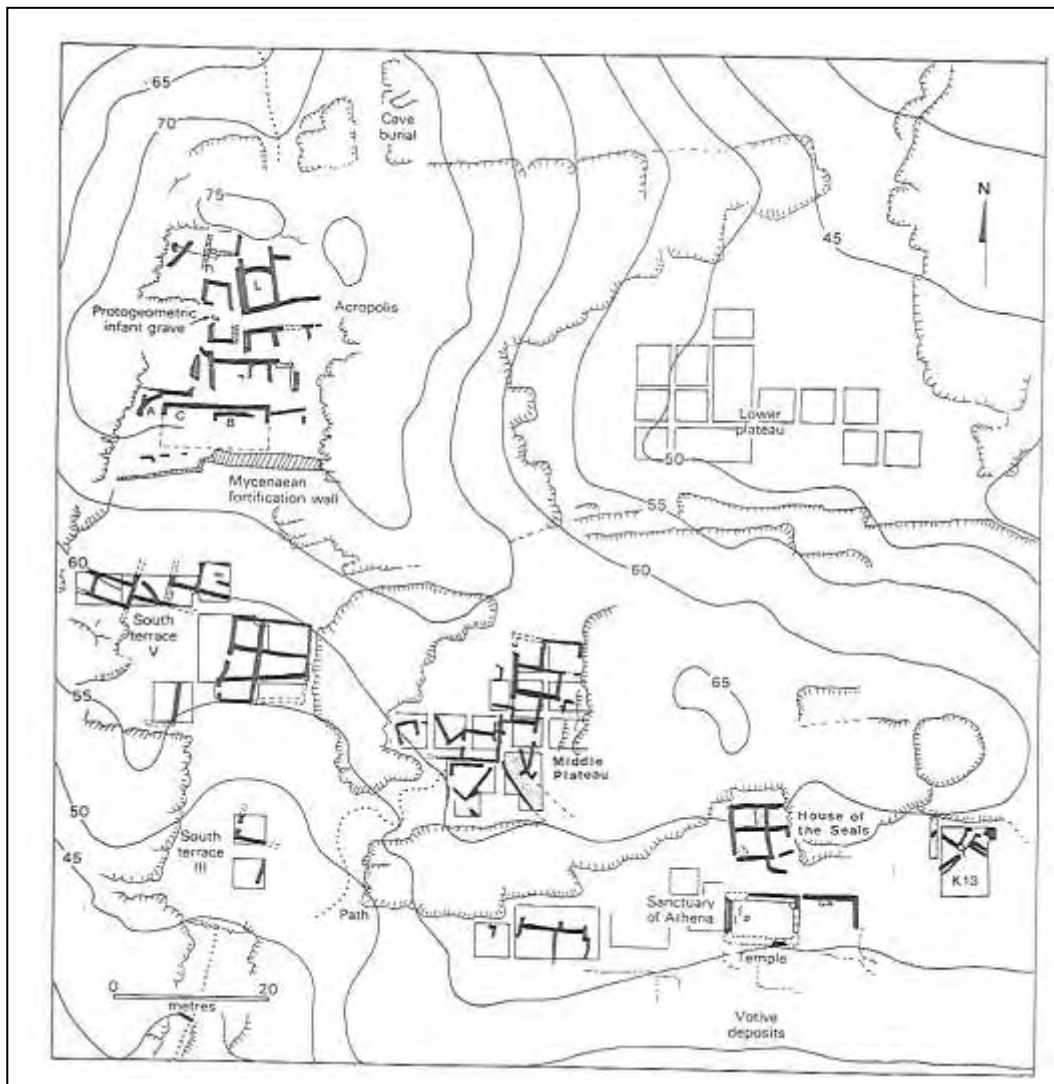 65
70
Cave
burial
75
N
45
L
Protogeometric
infant grave
Acropolis
A
C
B
Lower
plateau
50
Mycenaean
fortification wall
55
60
60
South
terrace
V
65
55
Middle
Plateau
50
House of
the Seals
South
terrace
III
45
K13
Sanctuary
of Athena
Path
Temple
0
20
metres
Votive
deposits